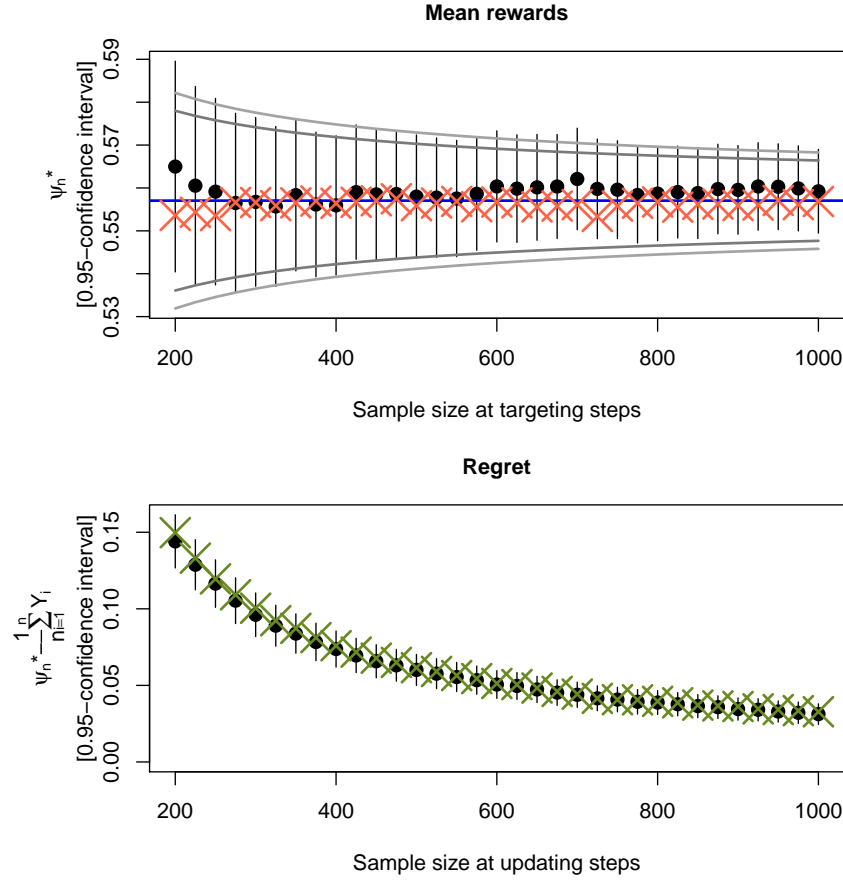 Mean rewards
ψn*
[0.95−confidence interval]
0.53 0.55 0.57 0.59
200 400 600 800 1000
Sample size at targeting steps
Regret
ψn*−1/n∑i=1n Yi
[0.95−confidence interval]
0.00 0.05 0.10 0.15
200 400 600 800 1000
Sample size at updating steps